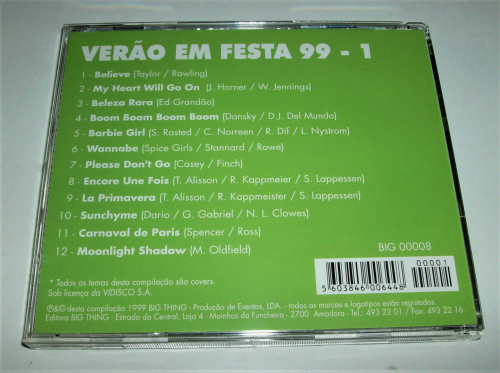 VERÃO EM FESTA 99 - 1
1 - Believe (Taylor / Rawling)
2 - My Heart Will Go On (J. Horner / W. Jennings)
3 - Beleza Rara (Ed Grandão)
4 - Boom Boom Boom Boom (Dansky / D.J. Del Mundo)
5 - Barbie Girl (S. Rasted / C. Norreen / R. Dif / L. Nystrom)
6 - Wannabe (Spice Girls / Stannard / Rowe)
7 - Please Don't Go (Casey / Finch)
8 - Encore Une Fois (T. Alisson / R. Kappmeier / S. Lappessen)
9 - La Primavera (T. Alisson / R. Kappmeister / S. Lappessen)
10 - Sunchyme (Dario / G. Gabriel / N. L. Clowes)
11 - Carnaval de Paris (Spencer / Ross)
12 - Moonlight Shadow (M. Oldfield)
BIG 00008
00001
5 603846 006448
* Todos os temas desta compilação são covers.
Sob licença da VIDISCO S.A.
℗&© desta compilação 1999 BIG THING - Produção de Eventos, LDA. - todas as marcas e logotipos estão registados.
Editora BIG THING - Estrada da Central, Loja 4 - Moinhos da Funcheira - 2700 Amadora - Tel.: 493 22 01 / Fax: 493 22 16.